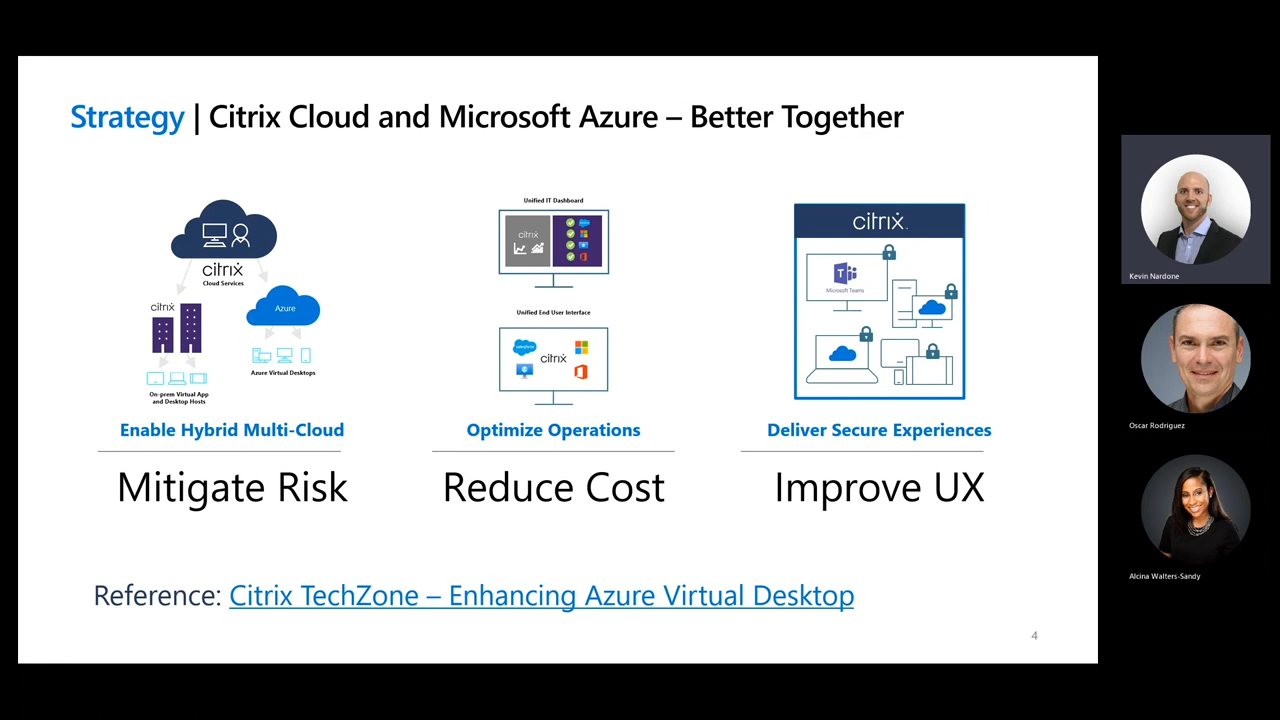 Strategy | Citrix Cloud and Microsoft Azure – Better Together
citrix
Cloud Services
citrix
Azure
Azure Virtual Desktops
On-prem Virtual App
and Desktop Hosts
Enable Hybrid Multi-Cloud
Mitigate Risk
Unified IT Dashboard
citrix
Unified End User Interface
salesforce
citrix
Optimize Operations
Reduce Cost
citrix
Microsoft Teams
Deliver Secure Experiences
Improve UX
Reference: Citrix TechZone – Enhancing Azure Virtual Desktop
4
Kevin Nardone
Oscar Rodriguez
Alcina Walters-Sandy